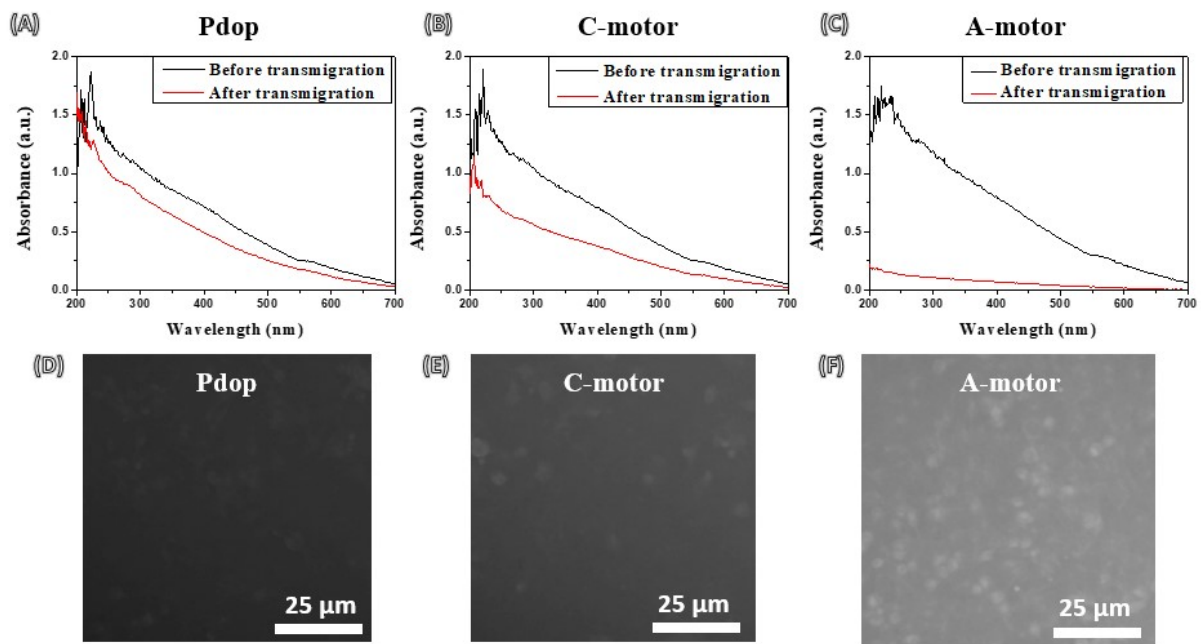 (A)
Pdop
Before transmigration
After transmigration
2.0
1.5
1.0
0.5
0.0
Absorbance (a.u.)
200 300 400 500 600 700
Wavelength (nm)
(B)
C-motor
Before transmigration
After transmigration
2.0
1.5
1.0
0.5
0.0
Absorbance (a.u.)
200 300 400 500 600 700
Wavelength (nm)
(C)
A-motor
Before transmigration
After transmigration
2.0
1.5
1.0
0.5
0.0
Absorbance (a.u.)
200 300 400 500 600 700
Wavelength (nm)
(D)
Pdop
25 μm
(E)
C-motor
25 μm
(F)
A-motor
25 μm